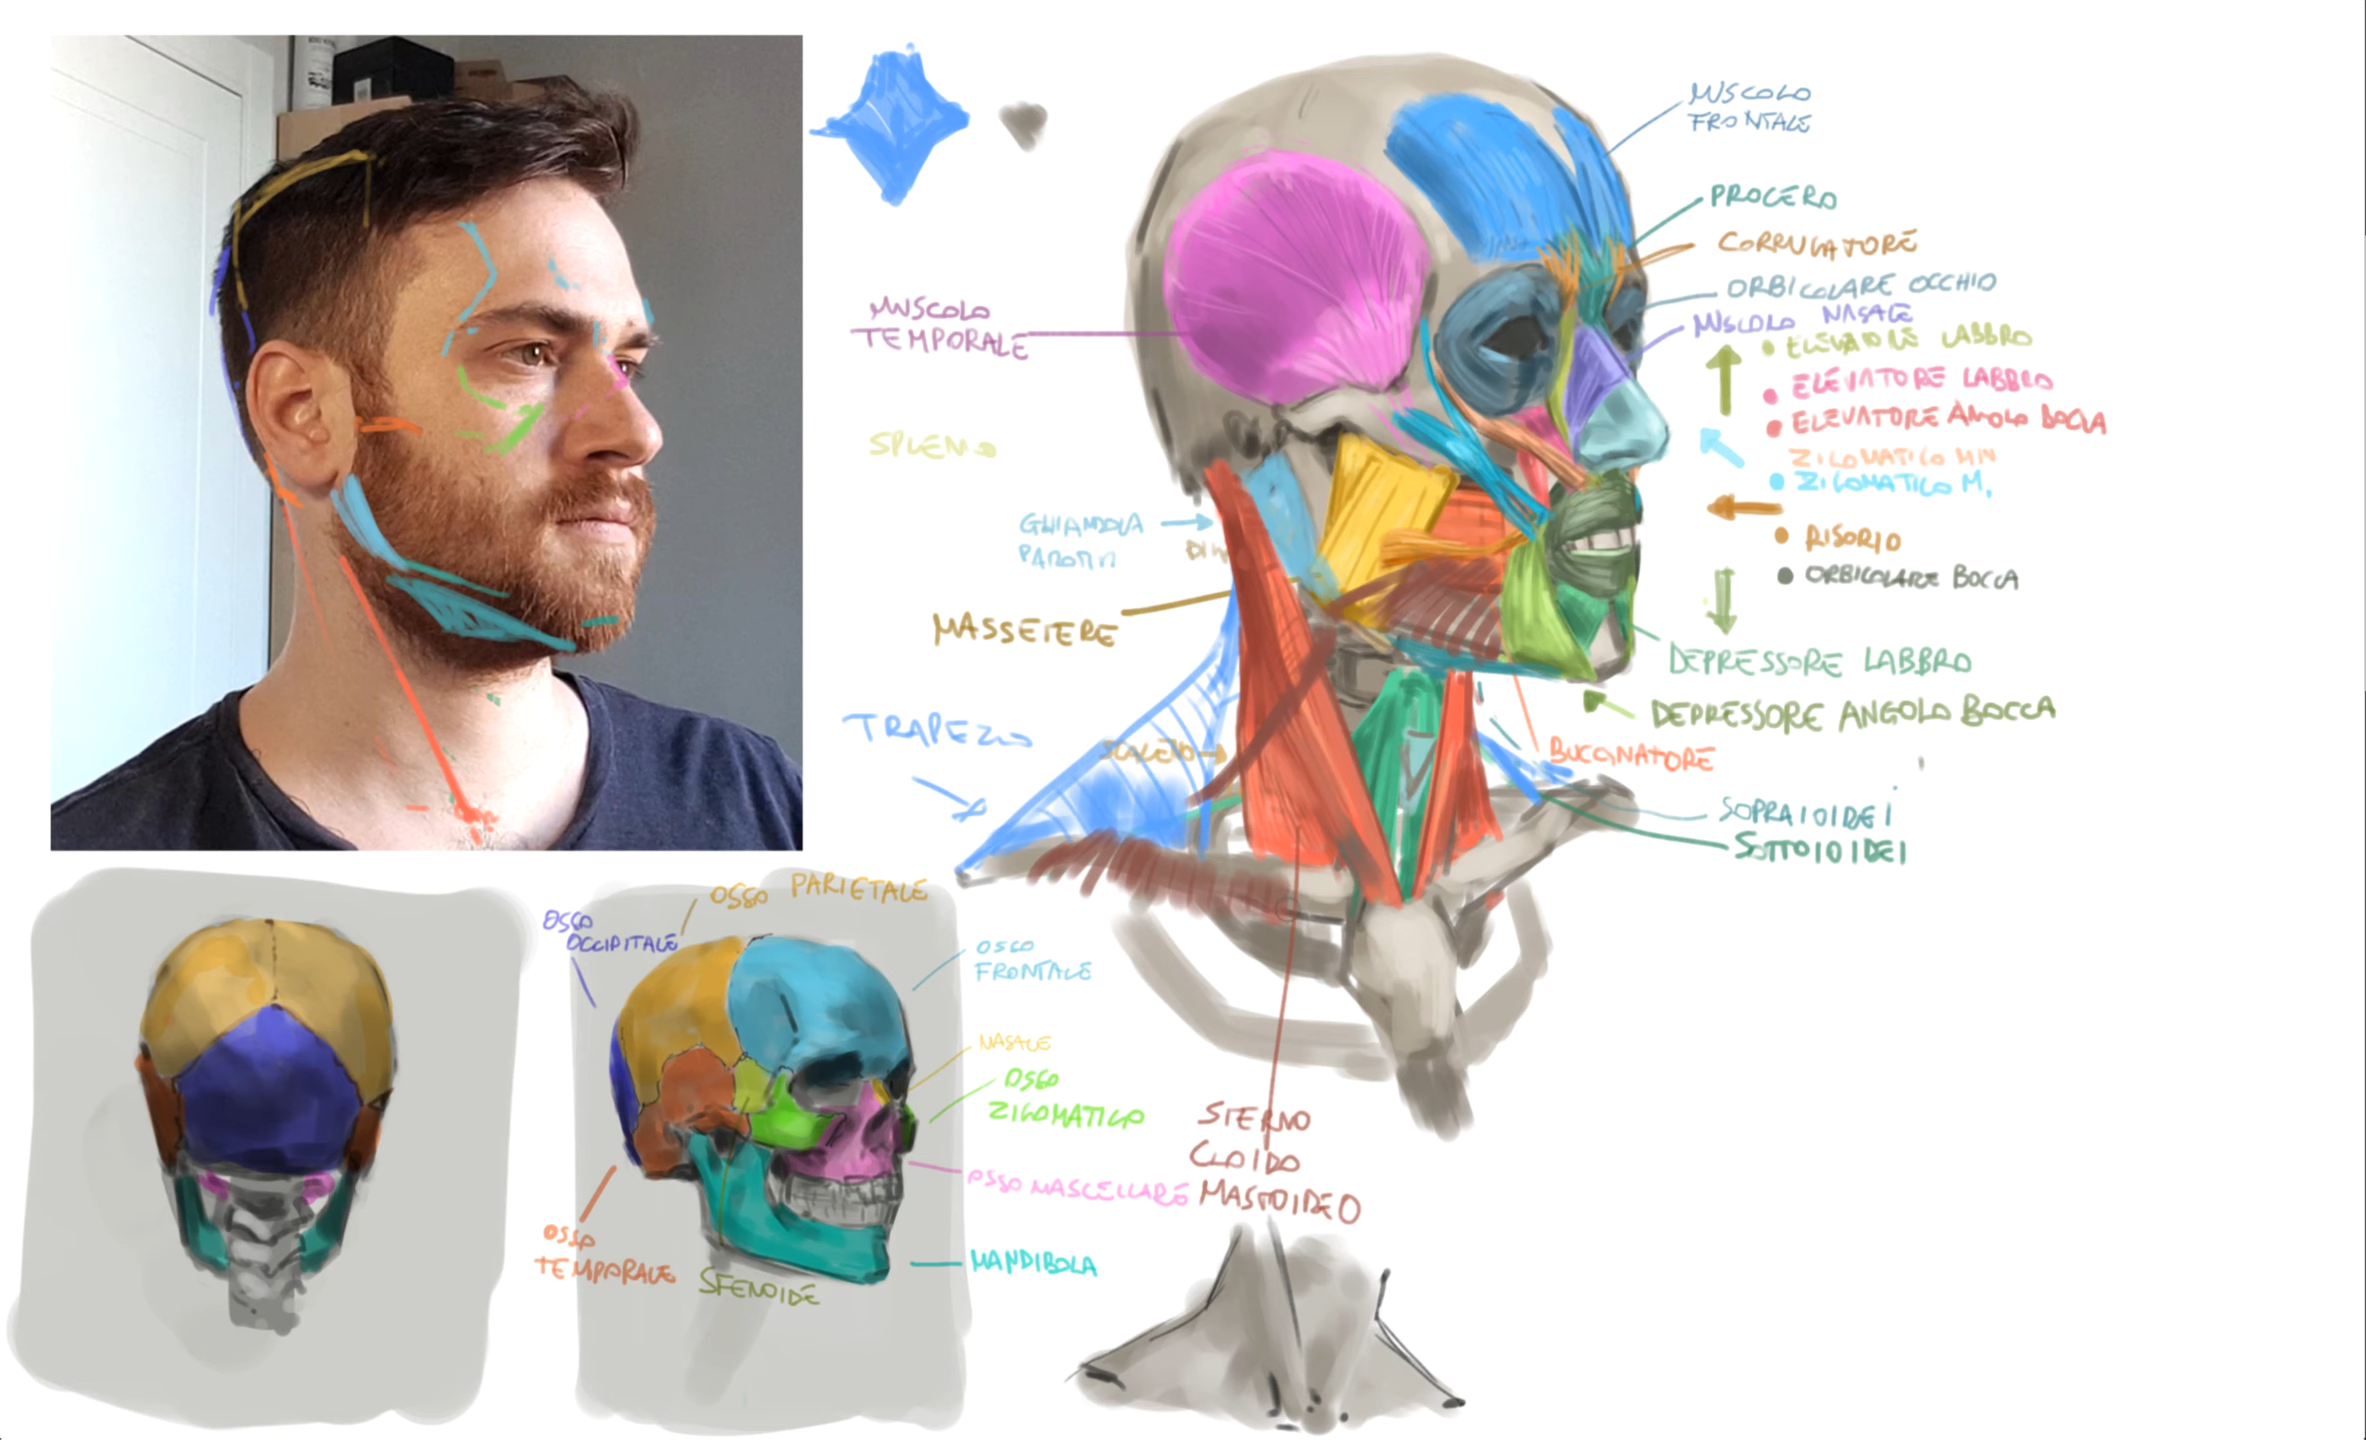 MUSCOLO
FRONTALE
PROCERO
CORRUGATORE
ORBICOLARE OCCHIO
MUSCOLO NASALE
ELEVATORE LABBRO
ELEVATORE LABBRO
ELEVATORE ANGOLO BOCCA
ZIGOMATICO MIN
ZIGOMATICO M.
RISORIO
ORBICOLARE BOCCA
DEPRESSORE LABBRO
DEPRESSORE ANGOLO BOCCA
BUCCINATORE
SOPRAIOIDEI
SOTTOIOIDEI
MUSCOLO
TEMPORALE
SPLENIO
GHIANDOLA
MASSETERE
TRAPEZIO
SCALENO
STERNO
CLOIDO
MASTOIDEO
OSSO PARIETALE
OSSO
OCCIPITALE
OSSO
FRONTALE
NASALE
OSSO
ZIGOMATICO
OSSO MASCELLARE
MANDIBOLA
OSSO
TEMPORALE
SFENOIDE